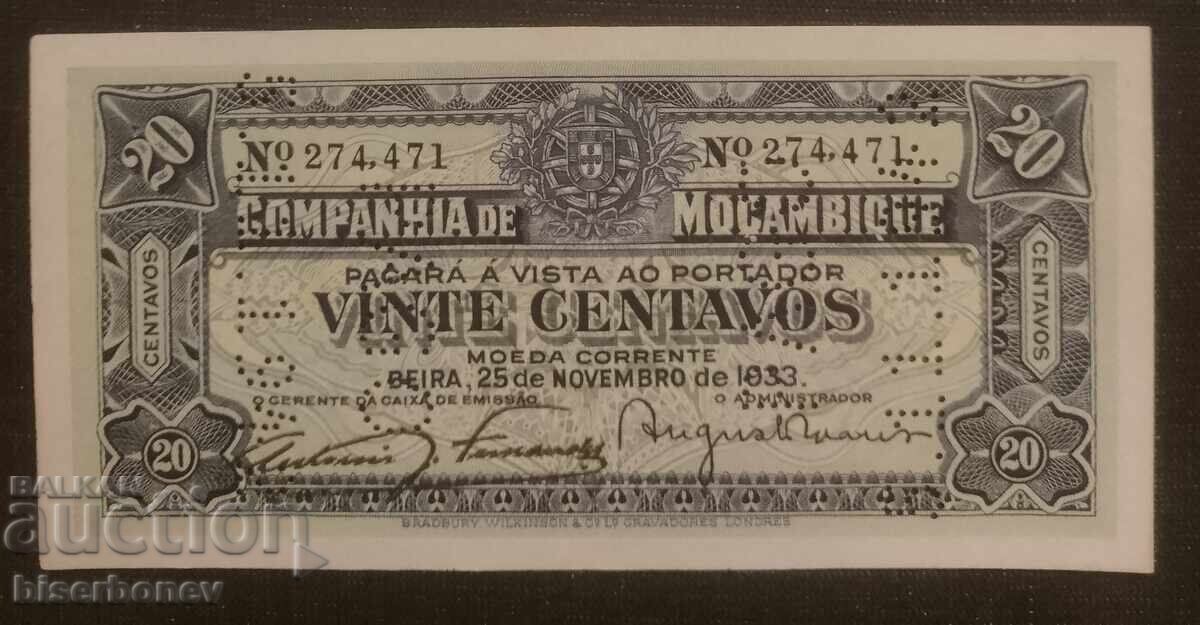 20 20
Nº 274,471 Nº 274,471
COMPANHIA DE MOÇAMBIQUE
PAGARÁ Á VISTA AO PORTADOR
VINTE CENTAVOS
MOEDA CORRENTE
BEIRA, 25 de NOVEMBRO de 1933.
O GERENTE DA CAIXA DE EMISSÃO O ADMINISTRADOR
CENTAVOS CENTAVOS
20 20
BRADBURY, WILKINSON & Cº Lº GRAVADORES LONDRES
BALKAN
auction
biserbonev